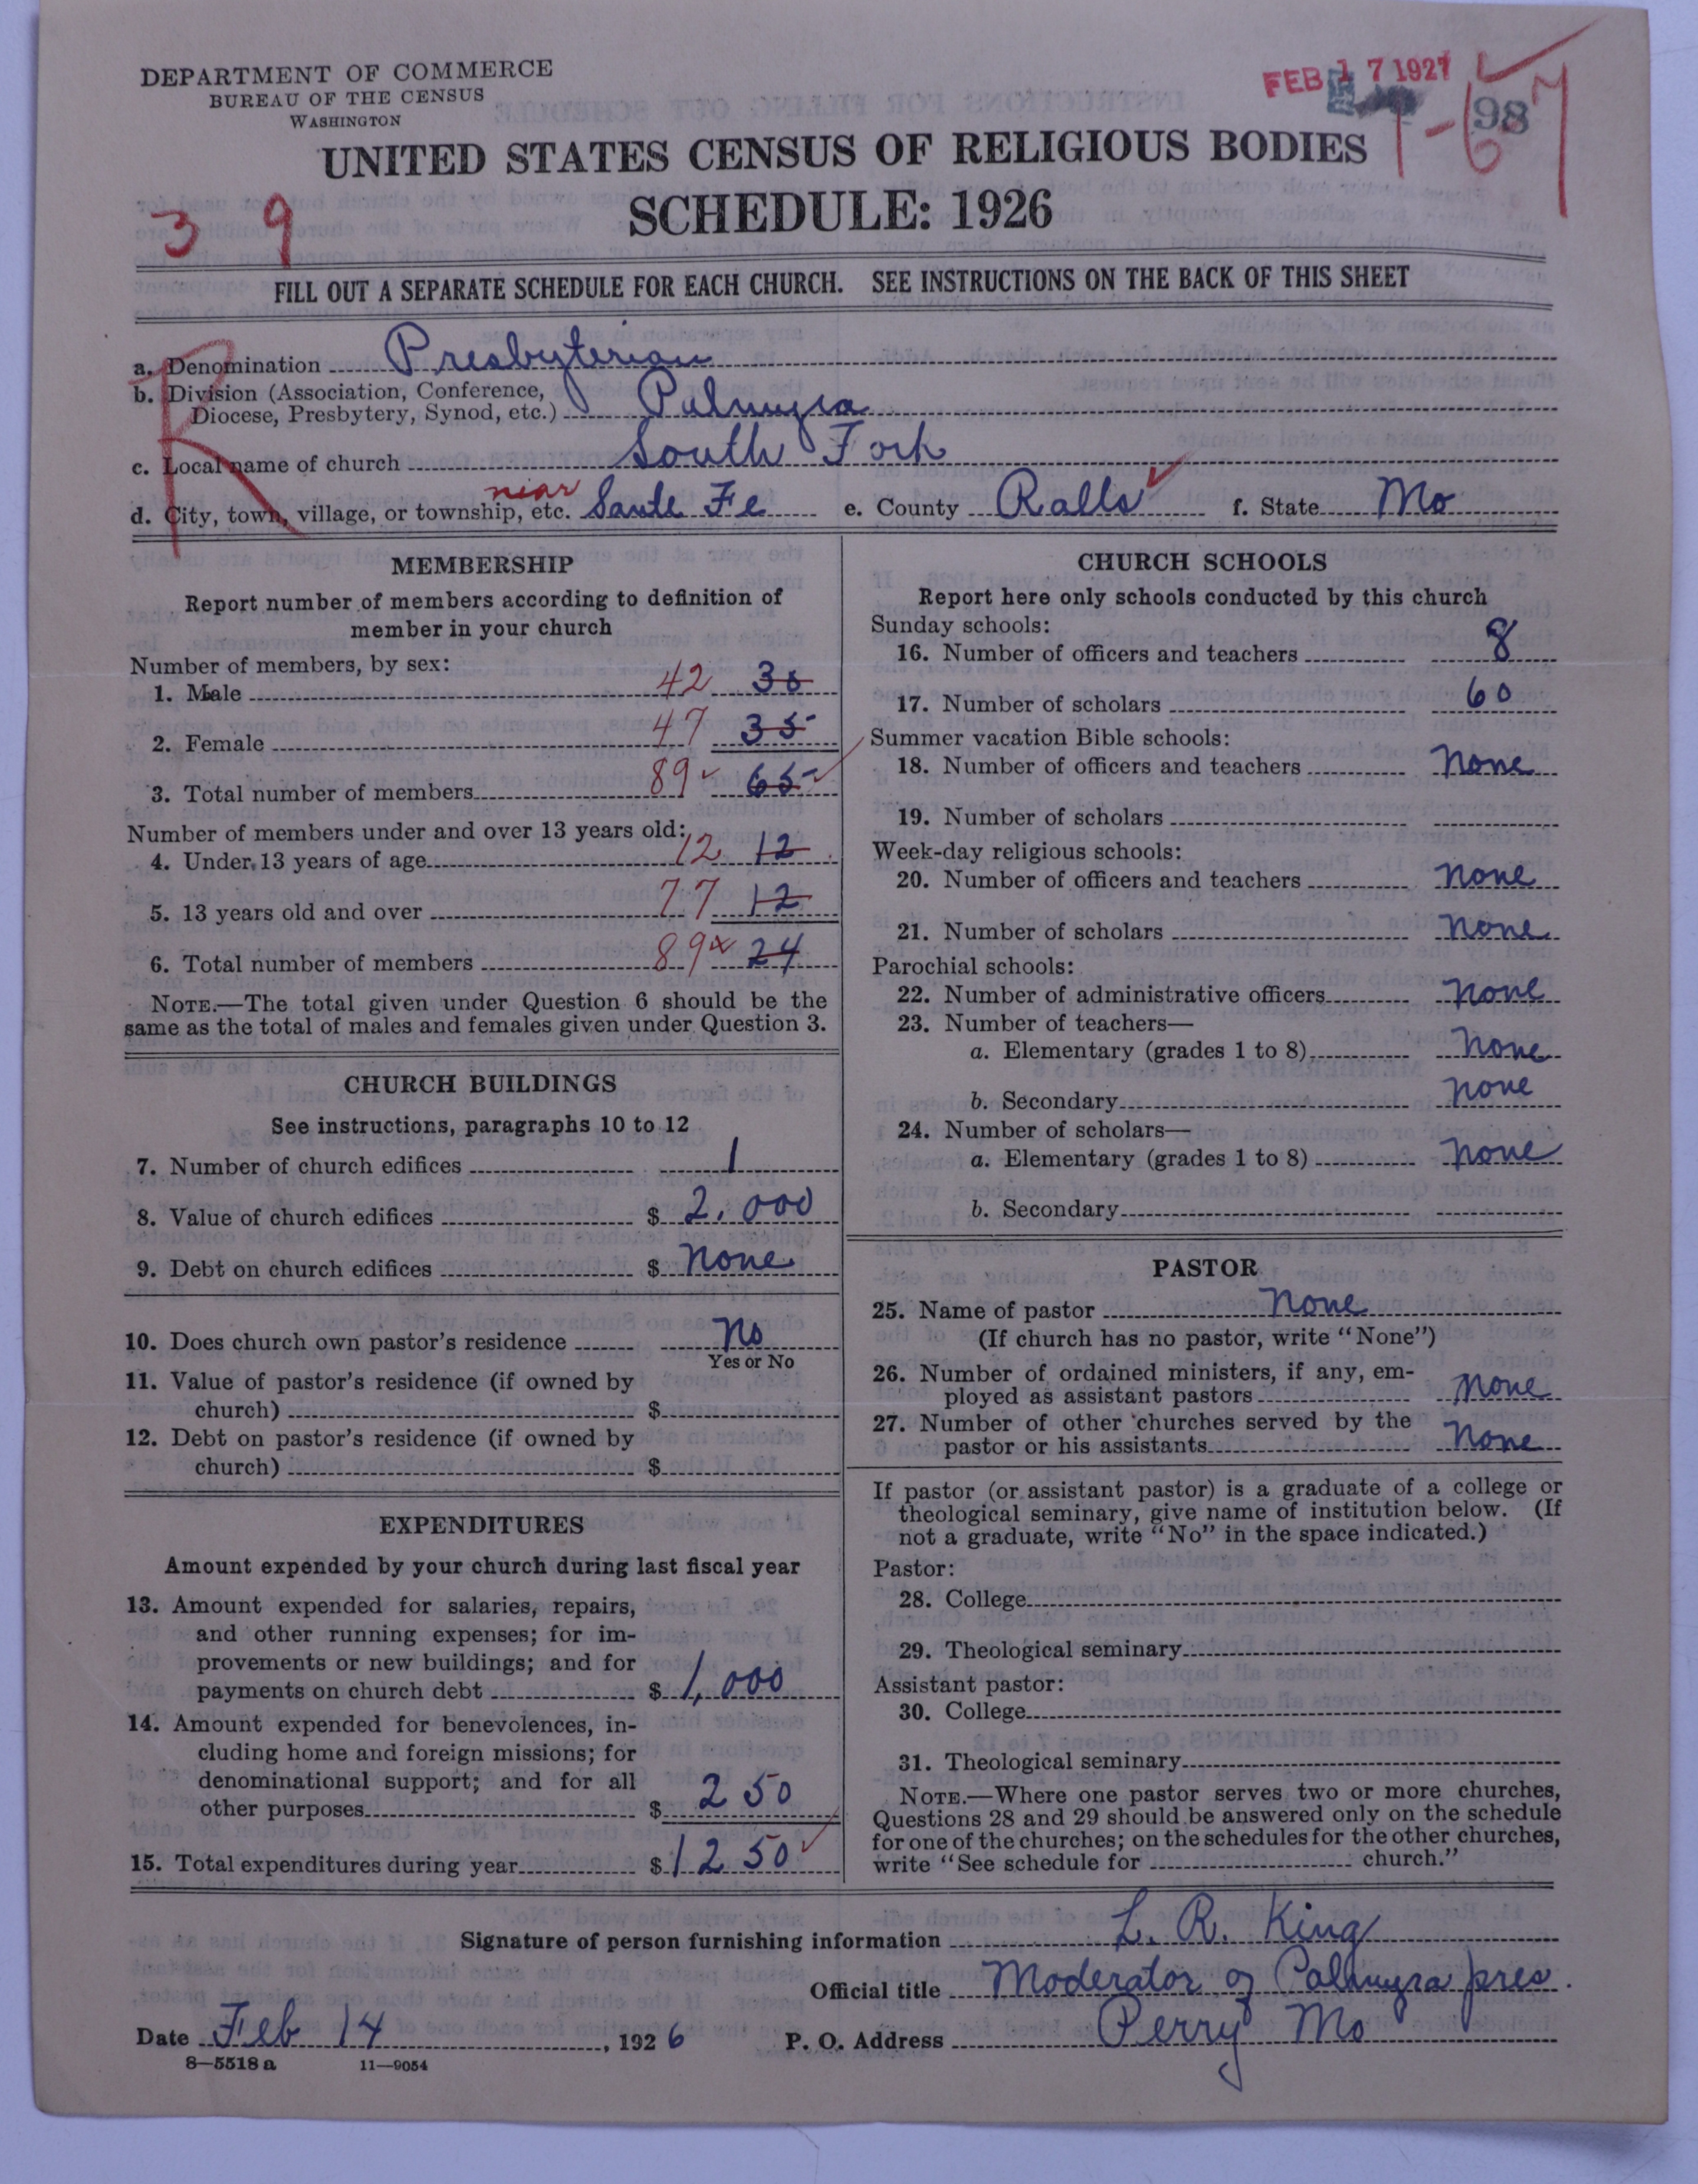 DEPARTMENT OF COMMERCE
BUREAU OF THE CENSUS
WASHINGTON
FEB 17 1927
98
UNITED STATES CENSUS OF RELIGIOUS BODIES
SCHEDULE: 1926
3 9
FILL OUT A SEPARATE SCHEDULE FOR EACH CHURCH. SEE INSTRUCTIONS ON THE BACK OF THIS SHEET
R
a. Denomination Presbyterian
b. Division (Association, Conference,
Diocese, Presbytery, Synod, etc.) Palmyra
c. Local name of church South Fork
d. City, town, village, or township, etc. near Sante Fe e. County Ralls f. State Mo
MEMBERSHIP
Report number of members according to definition of
member in your church
Number of members, by sex:
1. Male 42 30
2. Female 47 35
3. Total number of members 89 65
Number of members under and over 13 years old:
4. Under 13 years of age 12 12
5. 13 years old and over 77 12
6. Total number of members 89 24
NOTE.—The total given under Question 6 should be the
same as the total of males and females given under Question 3.
CHURCH BUILDINGS
See instructions, paragraphs 10 to 12
7. Number of church edifices 1
8. Value of church edifices $ 2,000
9. Debt on church edifices $ None
10. Does church own pastor's residence No
Yes or No
11. Value of pastor's residence (if owned by
church) $
12. Debt on pastor's residence (if owned by
church) $
EXPENDITURES
Amount expended by your church during last fiscal year
13. Amount expended for salaries, repairs,
and other running expenses; for im-
provements or new buildings; and for
payments on church debt $ 1,000
14. Amount expended for benevolences, in-
cluding home and foreign missions; for
denominational support; and for all
other purposes $ 250
15. Total expenditures during year $ 1250
CHURCH SCHOOLS
Report here only schools conducted by this church
Sunday schools:
16. Number of officers and teachers 8
17. Number of scholars 60
Summer vacation Bible schools:
18. Number of officers and teachers None
19. Number of scholars
Week-day religious schools:
20. Number of officers and teachers None
21. Number of scholars None
Parochial schools:
22. Number of administrative officers None
23. Number of teachers—
a. Elementary (grades 1 to 8) None
b. Secondary None
24. Number of scholars—
a. Elementary (grades 1 to 8) None
b. Secondary
PASTOR
25. Name of pastor None
(If church has no pastor, write "None")
26. Number of ordained ministers, if any, em-
ployed as assistant pastors None
27. Number of other churches served by the
pastor or his assistants None
If pastor (or assistant pastor) is a graduate of a college or
theological seminary, give name of institution below. (If
not a graduate, write "No" in the space indicated.)
Pastor:
28. College
29. Theological seminary
Assistant pastor:
30. College
31. Theological seminary
NOTE.—Where one pastor serves two or more churches,
Questions 28 and 29 should be answered only on the schedule
for one of the churches; on the schedules for the other churches,
write "See schedule for church."
Signature of person furnishing information L. R. King
Official title Moderator of Palmyra pres.
Date Feb 14, 1926 P. O. Address Perry Mo
8—5518 a 11—9054